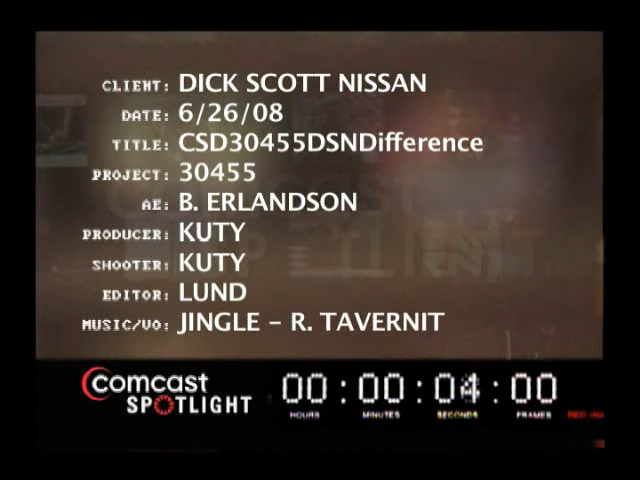 CLIENT: DICK SCOTT NISSAN
DATE: 6/26/08
TITLE: CSD30455DSNDifference
PROJECT: 30455
AE: B. ERLANDSON
PRODUCER: KUTY
SHOOTER: KUTY
EDITOR: LUND
MUSIC/VO: JINGLE - R. TAVERNIT
comcast
SPOTLIGHT
00:00:04:00
HOURS MINUTES SECONDS FRAMES